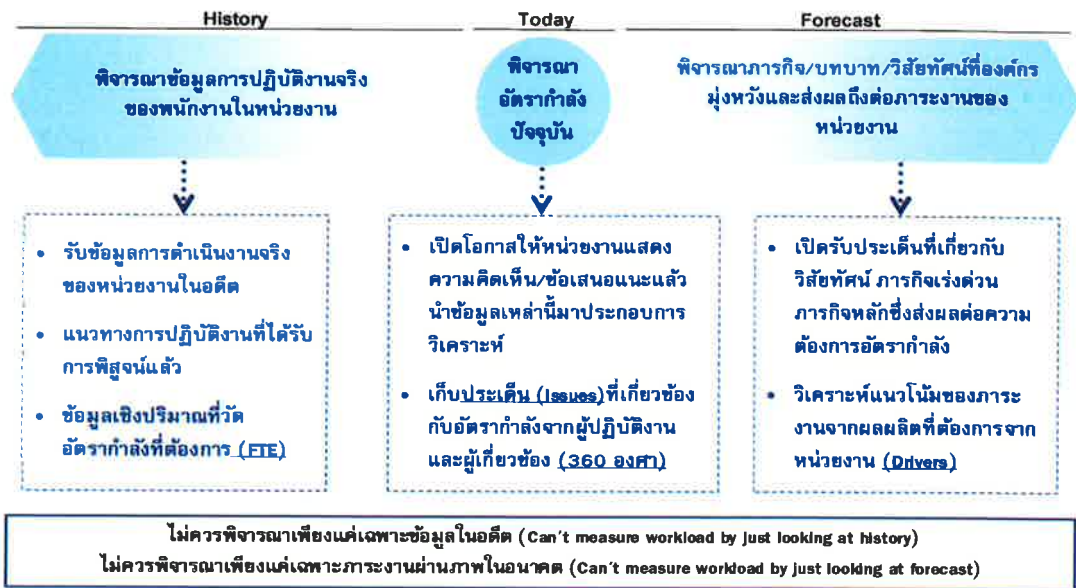 History
Today
Forecast
พิจารณาข้อมูลการปฏิบัติงานจริง
ของพนักงานในหน่วยงาน
พิจารณา
อัตรากำลัง
ปัจจุบัน
พิจารณาภารกิจ/บทบาท/วิสัยทัศน์ที่องค์กร
มุ่งหวังและส่งผลถึงต่อภาระงานของ
หน่วยงาน
• รับข้อมูลการดำเนินงานจริง
ของหน่วยงานในอดีต
• แนวทางการปฏิบัติงานที่ได้รับ
การพิสูจน์แล้ว
• ข้อมูลเชิงปริมาณที่วัด
อัตรากำลังที่ต้องการ (FTE)
• เปิดโอกาสให้หน่วยงานแสดง
ความคิดเห็น/ข้อเสนอแนะแล้ว
นำข้อมูลเหล่านี้มาประกอบการ
วิเคราะห์
• เก็บประเด็น (Issues)ที่เกี่ยวข้อง
กับอัตรากำลังจากผู้ปฏิบัติงาน
และผู้เกี่ยวข้อง (360 องศา)
• เปิดรับประเด็นที่เกี่ยวกับ
วิสัยทัศน์ ภารกิจเร่งด่วน
ภารกิจหลักซึ่งส่งผลต่อความ
ต้องการอัตรากำลัง
• วิเคราะห์แนวโน้มของภาระ
งานจากผลผลิตที่ต้องการจาก
หน่วยงาน (Drivers)
ไม่ควรพิจารณาเพียงแค่เฉพาะข้อมูลในอดีต (Can't measure workload by just looking at history)
ไม่ควรพิจารณาเพียงแค่เฉพาะภาระงานผ่านภาพในอนาคต (Can't measure workload by just looking at forecast)